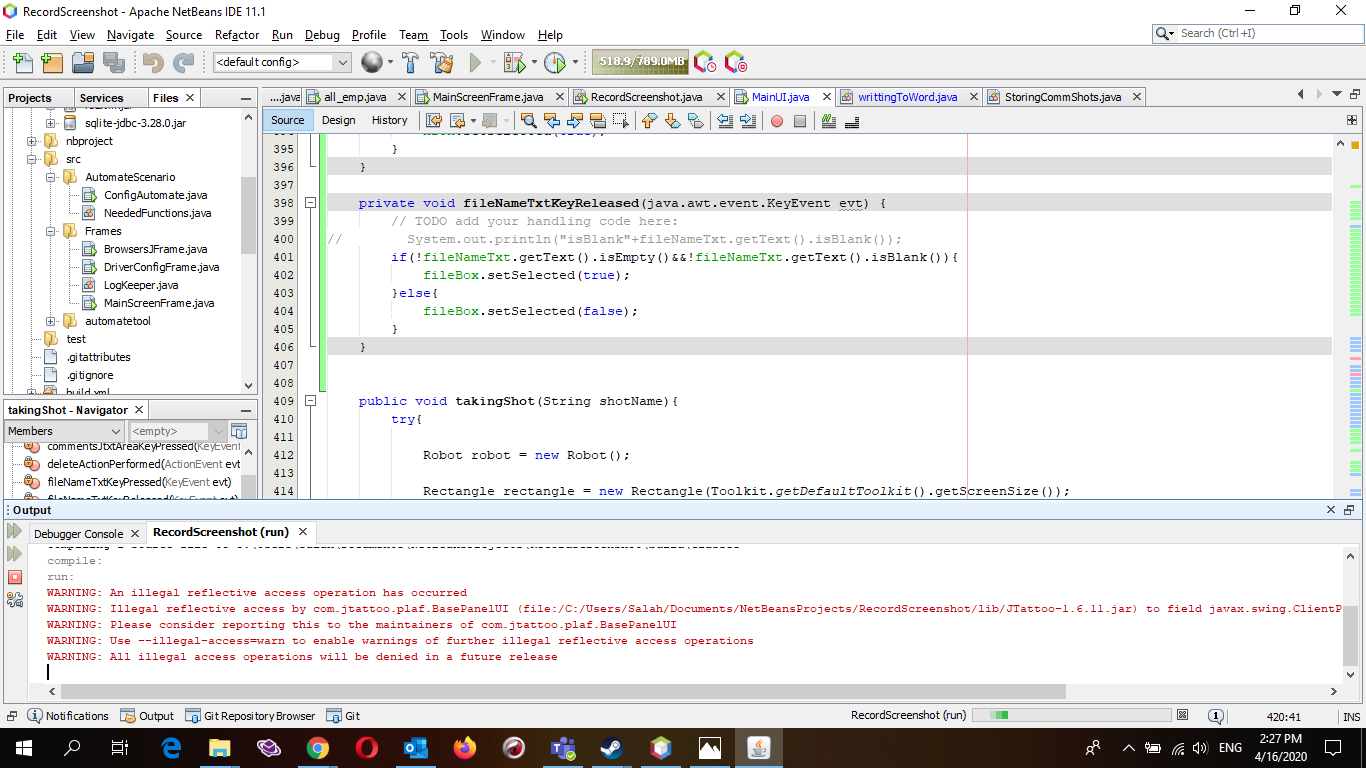 RecordScreenshot - Apache NetBeans IDE 11.1
File Edit View Navigate Source Refactor Run Debug Profile Team Tools Window Help
Search (Ctrl+I)
<default config>
518.9/789.0MB
Projects Services Files
....java all_emp.java MainScreenFrame.java RecordScreenshot.java MainUI.java writtingToWord.java StoringCommShots.java
Source Design History
sqlite-jdbc-3.28.0.jar
nbproject
src
AutomateScenario
ConfigAutomate.java
NeededFunctions.java
Frames
BrowsersJFrame.java
DriverConfigFrame.java
LogKeeper.java
MainScreenFrame.java
automatetool
test
.gitattributes
.gitignore
build.xml
takingShot - Navigator
Members <empty>
commentsJtxtAreaKeyPressed(KeyEvent
deleteActionPerformed(ActionEvent evt
fileNameTxtKeyPressed(KeyEvent evt)
fileNameTxtKeyReleased(KeyEvent evt)
395 }
396 }
397
398 private void fileNameTxtKeyReleased(java.awt.event.KeyEvent evt) {
399 // TODO add your handling code here:
400 // System.out.println("isBlank"+fileNameTxt.getText().isBlank());
401 if(!fileNameTxt.getText().isEmpty()&&!fileNameTxt.getText().isBlank()){
402 fileBox.setSelected(true);
403 }else{
404 fileBox.setSelected(false);
405 }
406 }
407
408
409 public void takingShot(String shotName){
410 try{
411
412 Robot robot = new Robot();
413
414 Rectangle rectangle = new Rectangle(Toolkit.getDefaultToolkit().getScreenSize());
Output
Debugger Console RecordScreenshot (run)
compile:
run:
WARNING: An illegal reflective access operation has occurred
WARNING: Illegal reflective access by com.jtattoo.plaf.BasePanelUI (file:/C:/Users/Salah/Documents/NetBeansProjects/RecordScreenshot/lib/JTattoo-1.6.11.jar) to field javax.swing.ClientP
WARNING: Please consider reporting this to the maintainers of com.jtattoo.plaf.BasePanelUI
WARNING: Use --illegal-access=warn to enable warnings of further illegal reflective access operations
WARNING: All illegal access operations will be denied in a future release
Notifications Output Git Repository Browser Git
RecordScreenshot (run) 1 420:41 INS
ENG
2:27 PM
4/16/2020